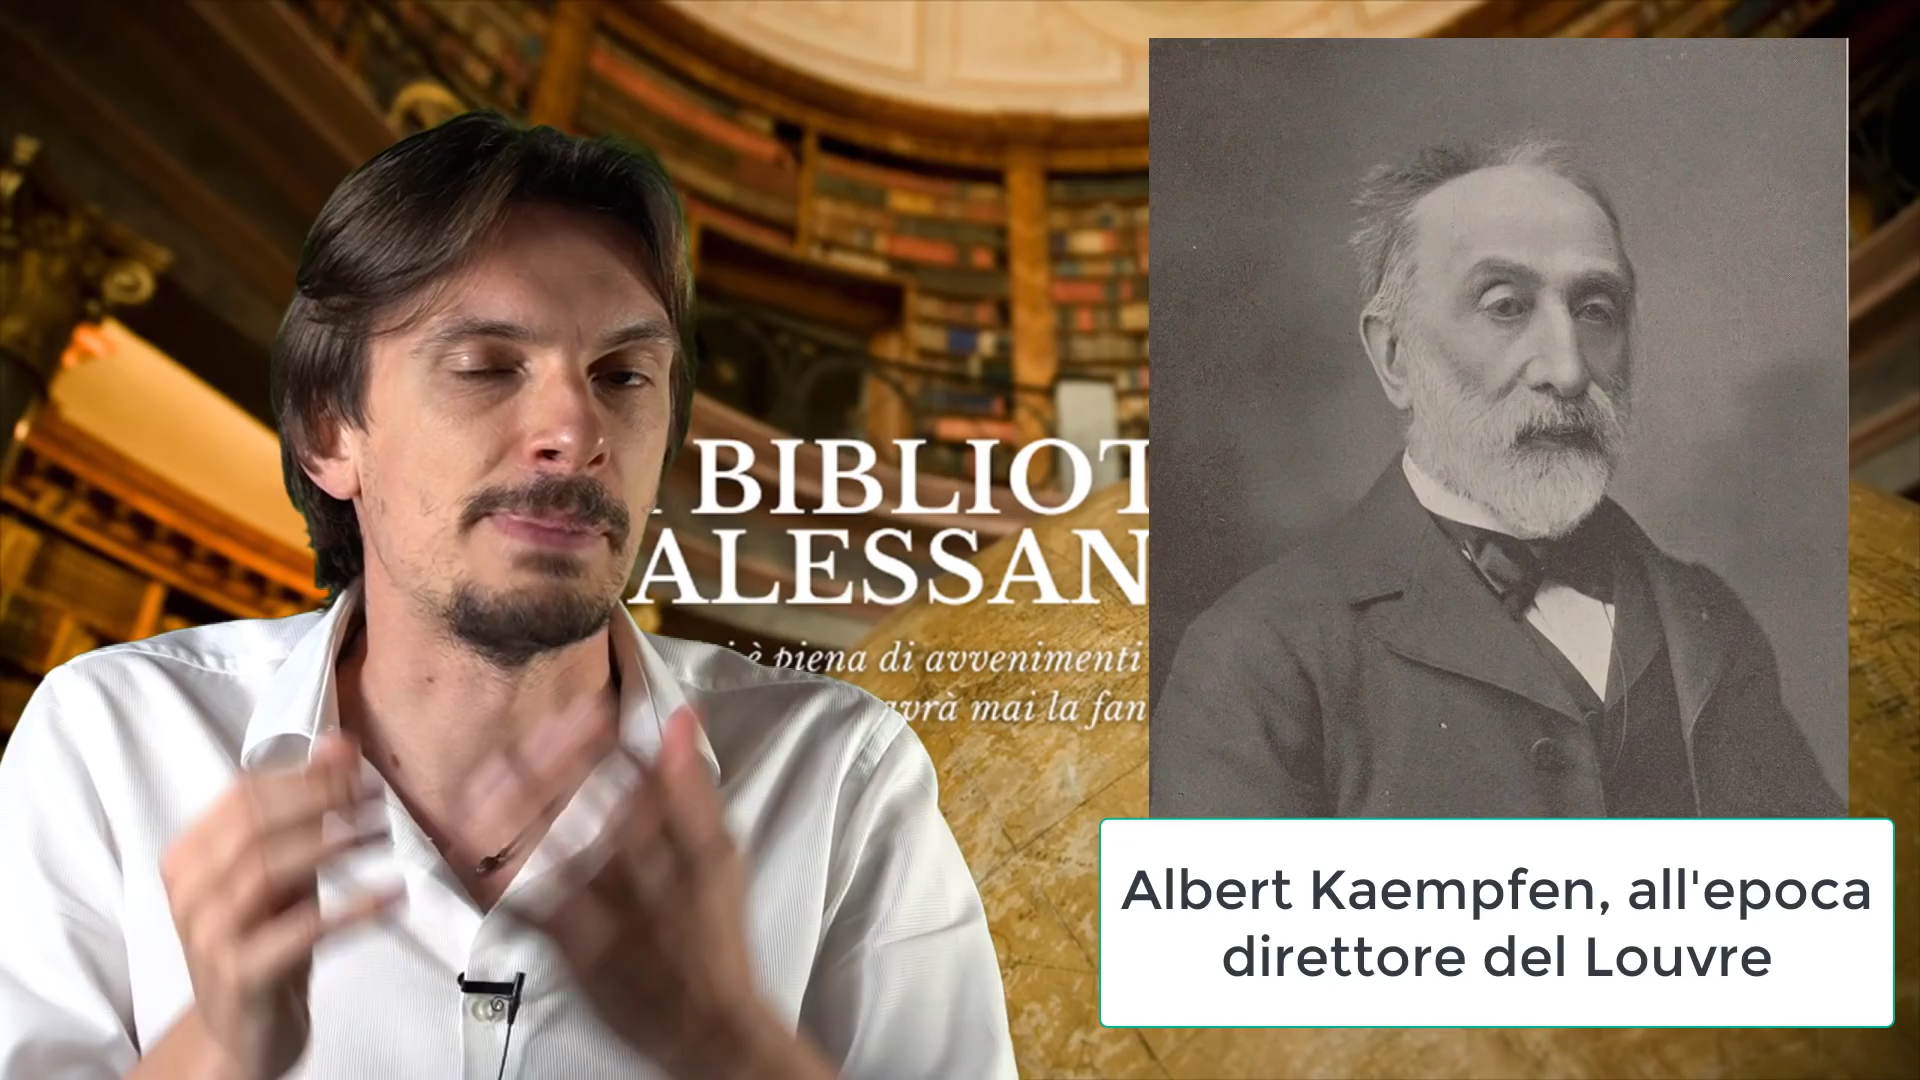 BIBLIOT
ALESSAN
è piena di avvenimenti
avrà mai la fan
Albert Kaempfen, all'epoca
direttore del Louvre